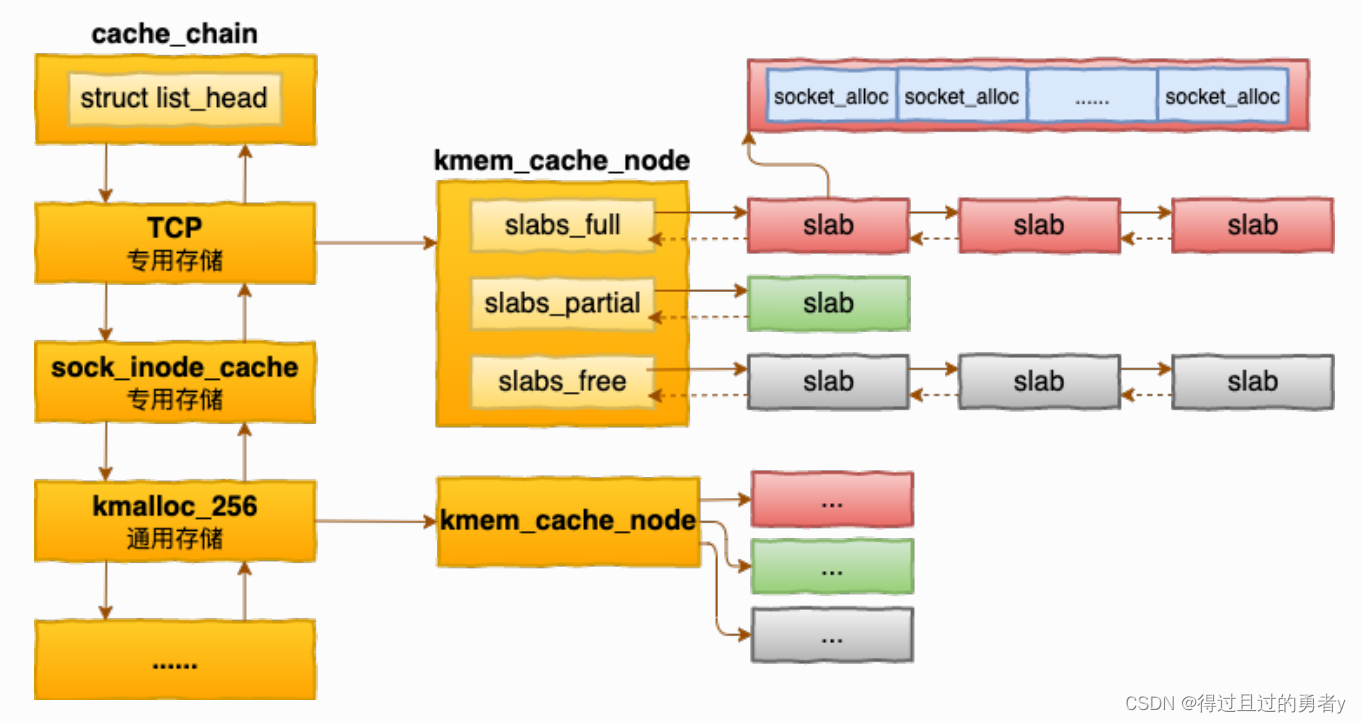 cache_chain
struct list_head
TCP
专用存储
sock_inode_cache
专用存储
kmalloc_256
通用存储
......
kmem_cache_node
slabs_full
slabs_partial
slabs_free
socket_alloc
socket_alloc
......
socket_alloc
slab
slab
slab
slab
slab
slab
slab
kmem_cache_node
...
...
...
CSDN @得过且过的勇者y